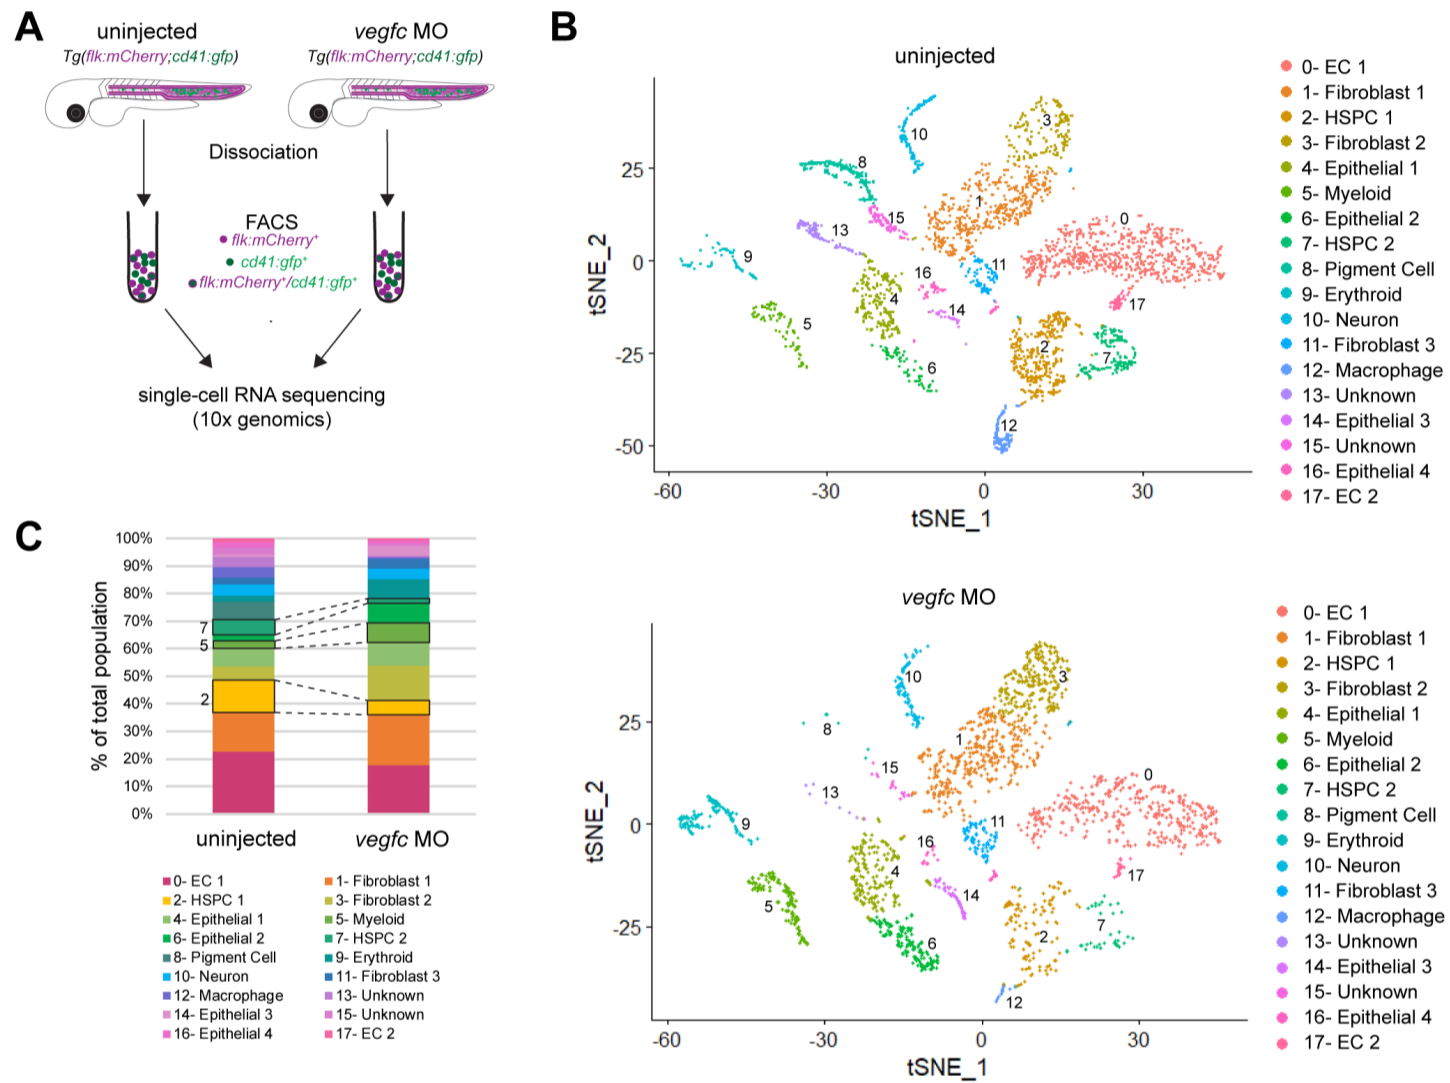 A
uninjected
Tg(flk:mCherry;cd41:gfp)
vegfc MO
Tg(flk:mCherry;cd41:gfp)
Dissociation
FACS
flk:mCherry+
cd41:gfp+
flk:mCherry+/cd41:gfp+
single-cell RNA sequencing
(10x genomics)
B
uninjected
tSNE_2
25
0
-25
-50
-60
-30
0
30
tSNE_1
10
3
8
1
15
13
0
9
11
16
4
14
17
5
2
7
6
12
0- EC 1
1- Fibroblast 1
2- HSPC 1
3- Fibroblast 2
4- Epithelial 1
5- Myeloid
6- Epithelial 2
7- HSPC 2
8- Pigment Cell
9- Erythroid
10- Neuron
11- Fibroblast 3
12- Macrophage
13- Unknown
14- Epithelial 3
15- Unknown
16- Epithelial 4
17- EC 2
vegfc MO
tSNE_2
25
0
-25
-60
-30
0
30
tSNE_1
10
3
8
1
15
0
13
9
11
16
4
17
14
5
7
2
6
12
0- EC 1
1- Fibroblast 1
2- HSPC 1
3- Fibroblast 2
4- Epithelial 1
5- Myeloid
6- Epithelial 2
7- HSPC 2
8- Pigment Cell
9- Erythroid
10- Neuron
11- Fibroblast 3
12- Macrophage
13- Unknown
14- Epithelial 3
15- Unknown
16- Epithelial 4
17- EC 2
C
% of total population
100%
90%
80%
70%
60%
50%
40%
30%
20%
10%
0%
7
5
2
uninjected
vegfc MO
0- EC 1
1- Fibroblast 1
2- HSPC 1
3- Fibroblast 2
4- Epithelial 1
5- Myeloid
6- Epithelial 2
7- HSPC 2
8- Pigment Cell
9- Erythroid
10- Neuron
11- Fibroblast 3
12- Macrophage
13- Unknown
14- Epithelial 3
15- Unknown
16- Epithelial 4
17- EC 2